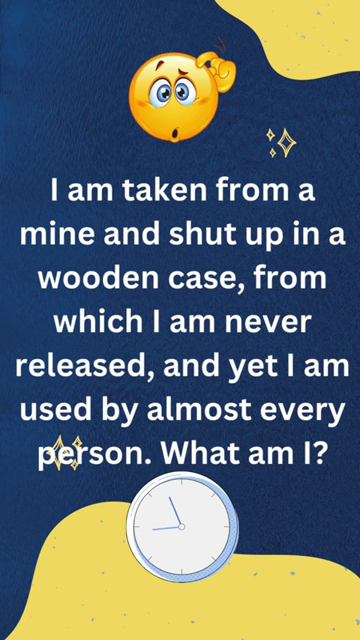 I am taken from a
mine and shut up in a
wooden case, from
which I am never
released, and yet I am
used by almost every
person. What am I?